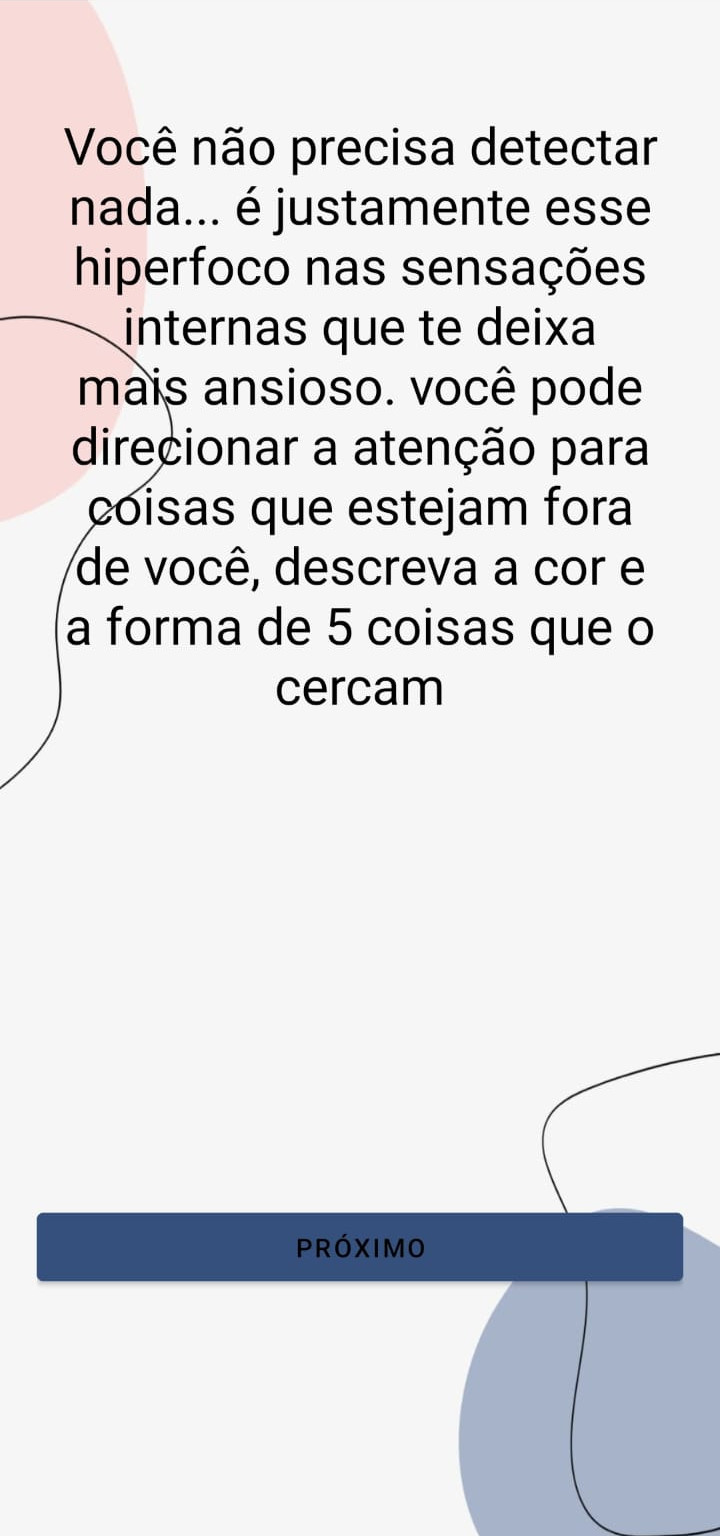 Você não precisa detectar
nada... é justamente esse
hiperfoco nas sensações
internas que te deixa
mais ansioso. você pode
direcionar a atenção para
coisas que estejam fora
de você, descreva a cor e
a forma de 5 coisas que o
cercam
PRÓXIMO